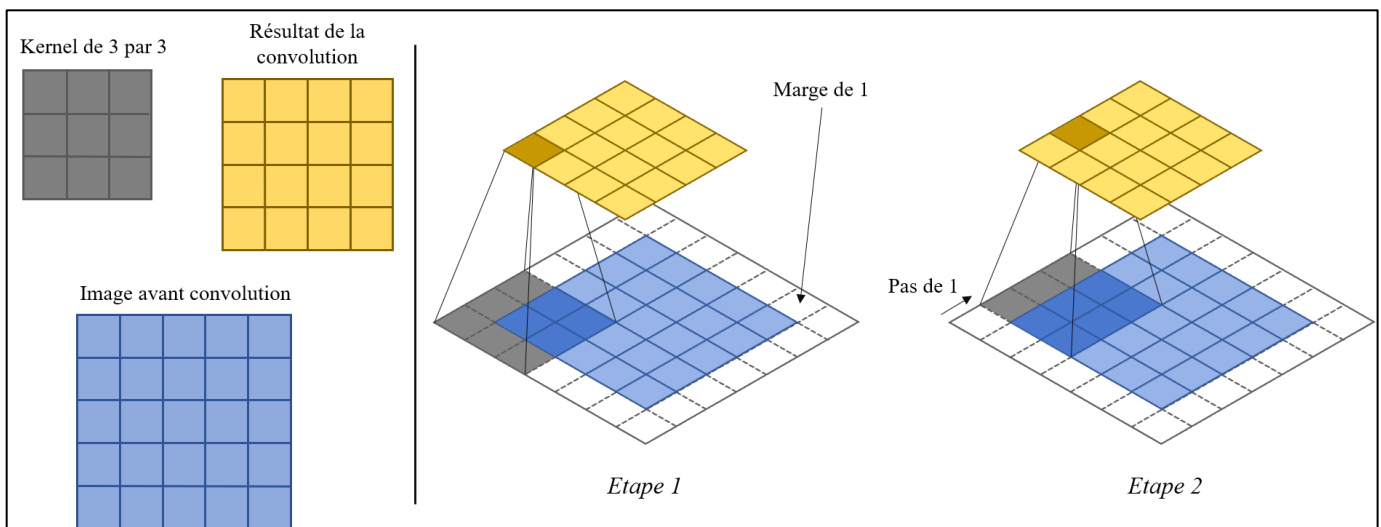 Kernel de 3 par 3
Résultat de la
convolution
Image avant convolution
Marge de 1
Pas de 1
Etape 1
Etape 2